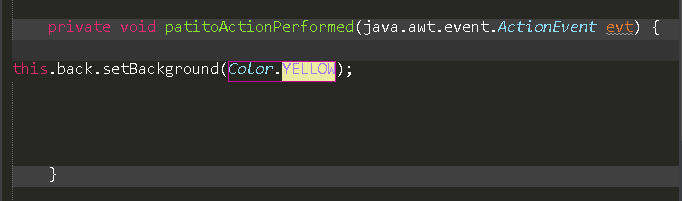 private void patitoActionPerformed(java.awt.event.ActionEvent evt) {
this.back.setBackground(Color.YELLOW);
}